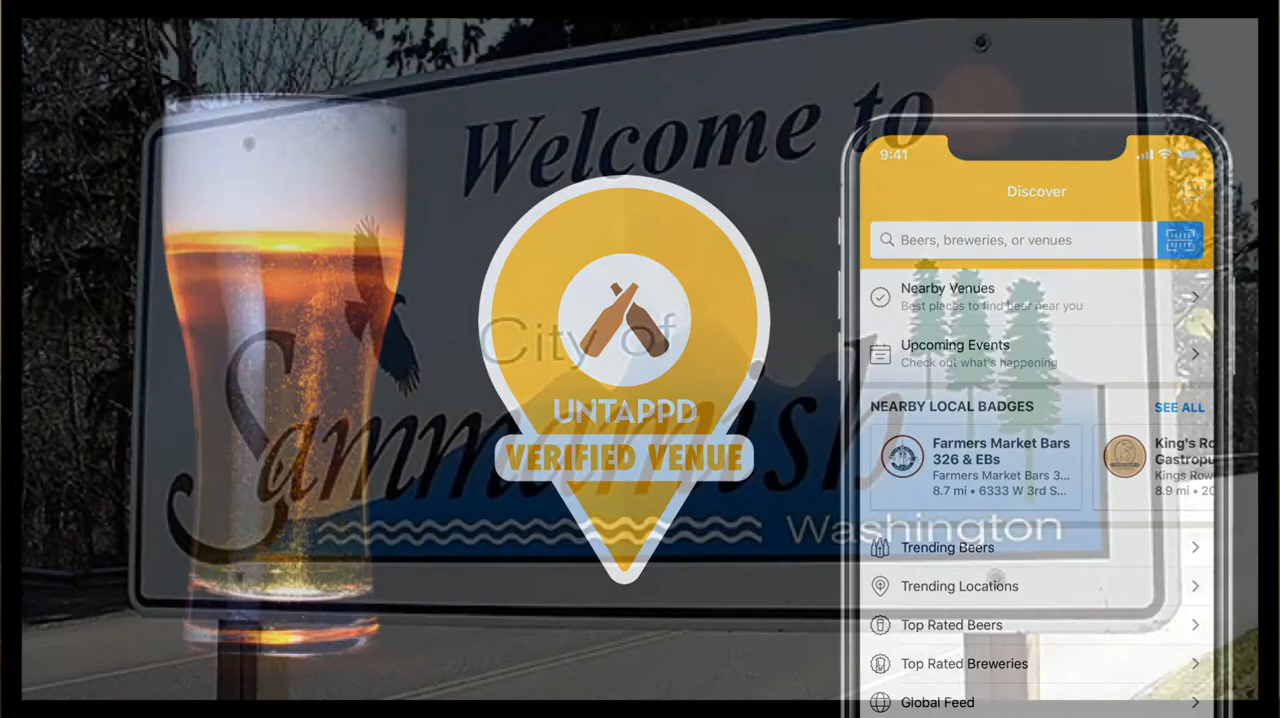 Welcome to
City of
Sammamish
Washington
UNTAPPD
VERIFIED VENUE
9:41
Discover
Beers, breweries, or venues
Nearby Venues
Best places to find beer near you
Upcoming Events
Check out what's happening
NEARBY LOCAL BADGES
SEE ALL
Farmers Market Bars
326 & EBs
Farmers Market Bars 3...
8.7 mi • 6333 W 3rd S...
King's Ro
Gastropu
Kings Row
8.9 mi • 20
Trending Beers
Trending Locations
Top Rated Beers
Top Rated Breweries
Global Feed